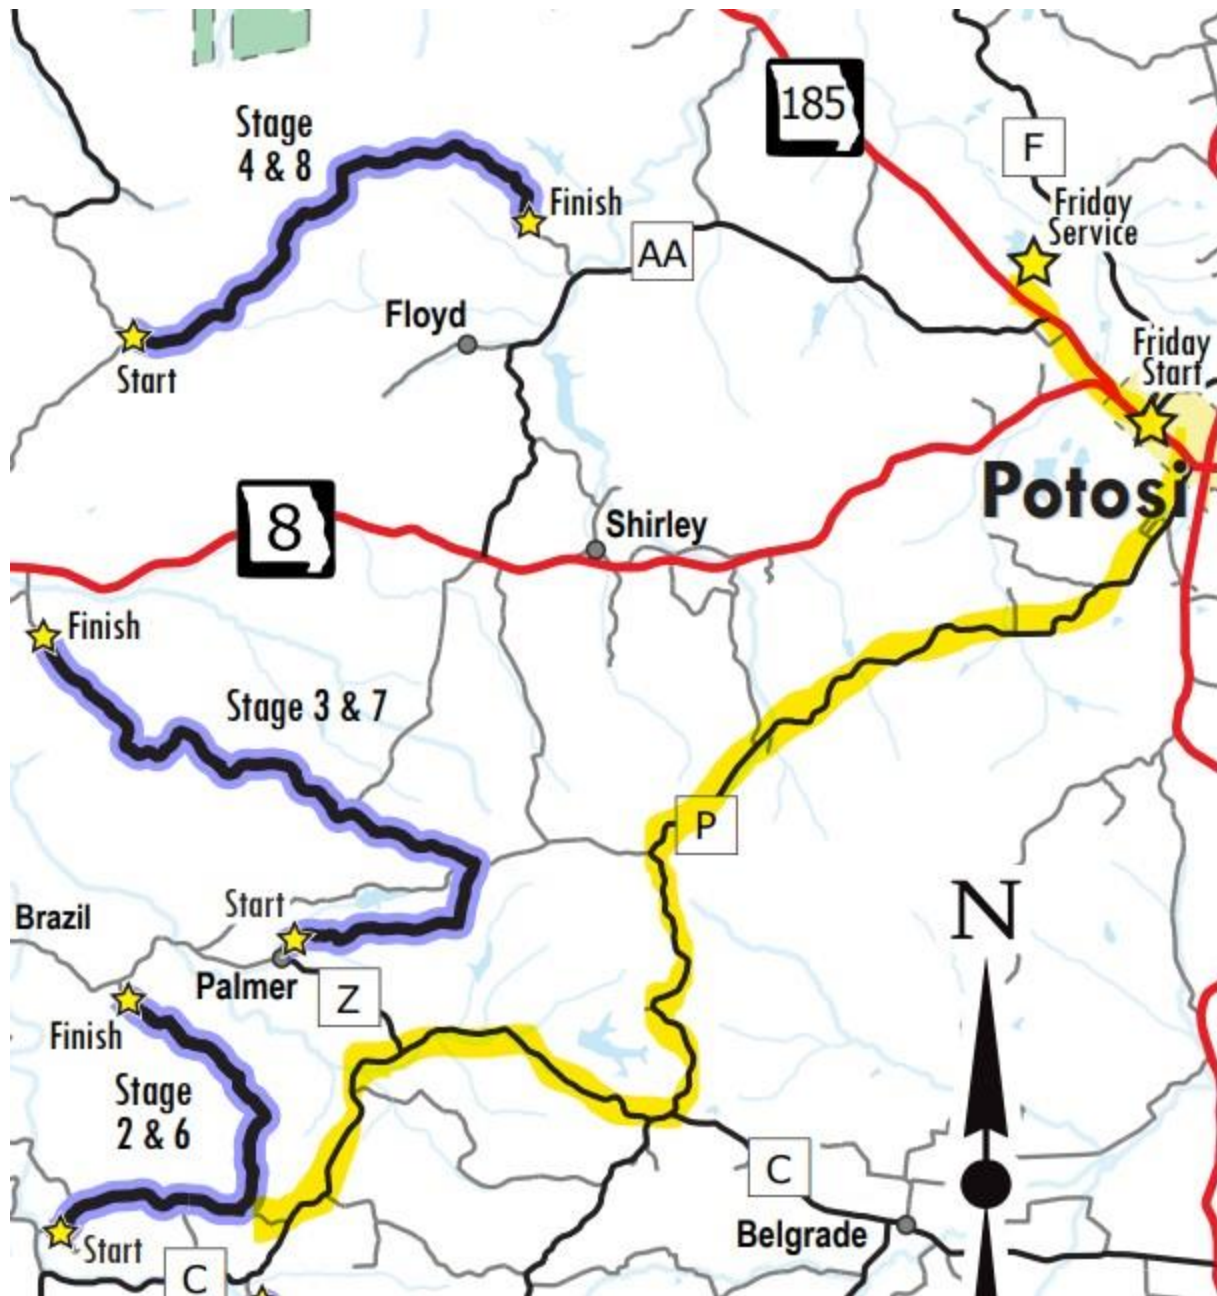 Stage
4 & 8
185
F
Friday
Service
Finish
AA
Floyd
Start
Friday
Start
Potosi
8
Shirley
Finish
Stage 3 & 7
P
Start
Brazil
N
Palmer
Z
Finish
Stage
2 & 6
C
Belgrade
Start
C